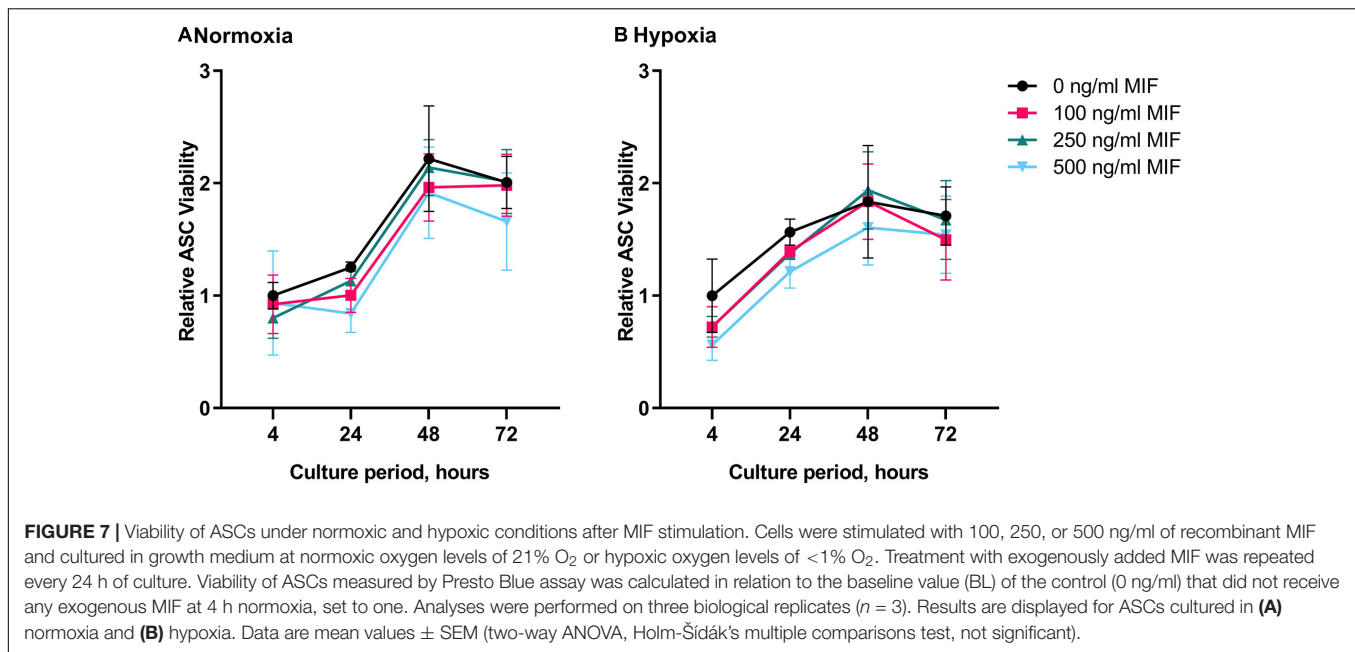 A Normoxia
B Hypoxia
3
2
1
0
Relative ASC Viability
4 24 48 72
Culture period, hours
3
2
1
0
Relative ASC Viability
4 24 48 72
Culture period, hours
0 ng/ml MIF
100 ng/ml MIF
250 ng/ml MIF
500 ng/ml MIF
FIGURE 7 | Viability of ASCs under normoxic and hypoxic conditions after MIF stimulation. Cells were stimulated with 100, 250, or 500 ng/ml of recombinant MIF
and cultured in growth medium at normoxic oxygen levels of 21% O₂ or hypoxic oxygen levels of <1% O₂. Treatment with exogenously added MIF was repeated
every 24 h of culture. Viability of ASCs measured by Presto Blue assay was calculated in relation to the baseline value (BL) of the control (0 ng/ml) that did not receive
any exogenous MIF at 4 h normoxia, set to one. Analyses were performed on three biological replicates (n = 3). Results are displayed for ASCs cultured in (A)
normoxia and (B) hypoxia. Data are mean values ± SEM (two-way ANOVA, Holm-Šídák's multiple comparisons test, not significant).